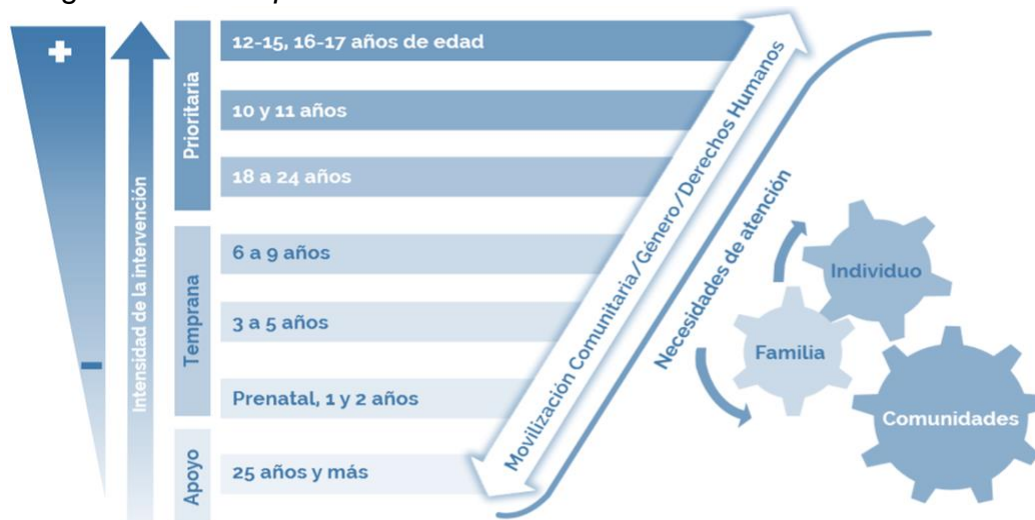 +
12-15, 16-17 años de edad
10 y 11 años
18 a 24 años
6 a 9 años
3 a 5 años
Prenatal, 1 y 2 años
25 años y más
Intensidad de la intervención
Prioritaria
Temprana
Apoyo
Movilización Comunitaria/Género/Derechos Humanos
Necesidades de atención
Individuo
Familia
Comunidades